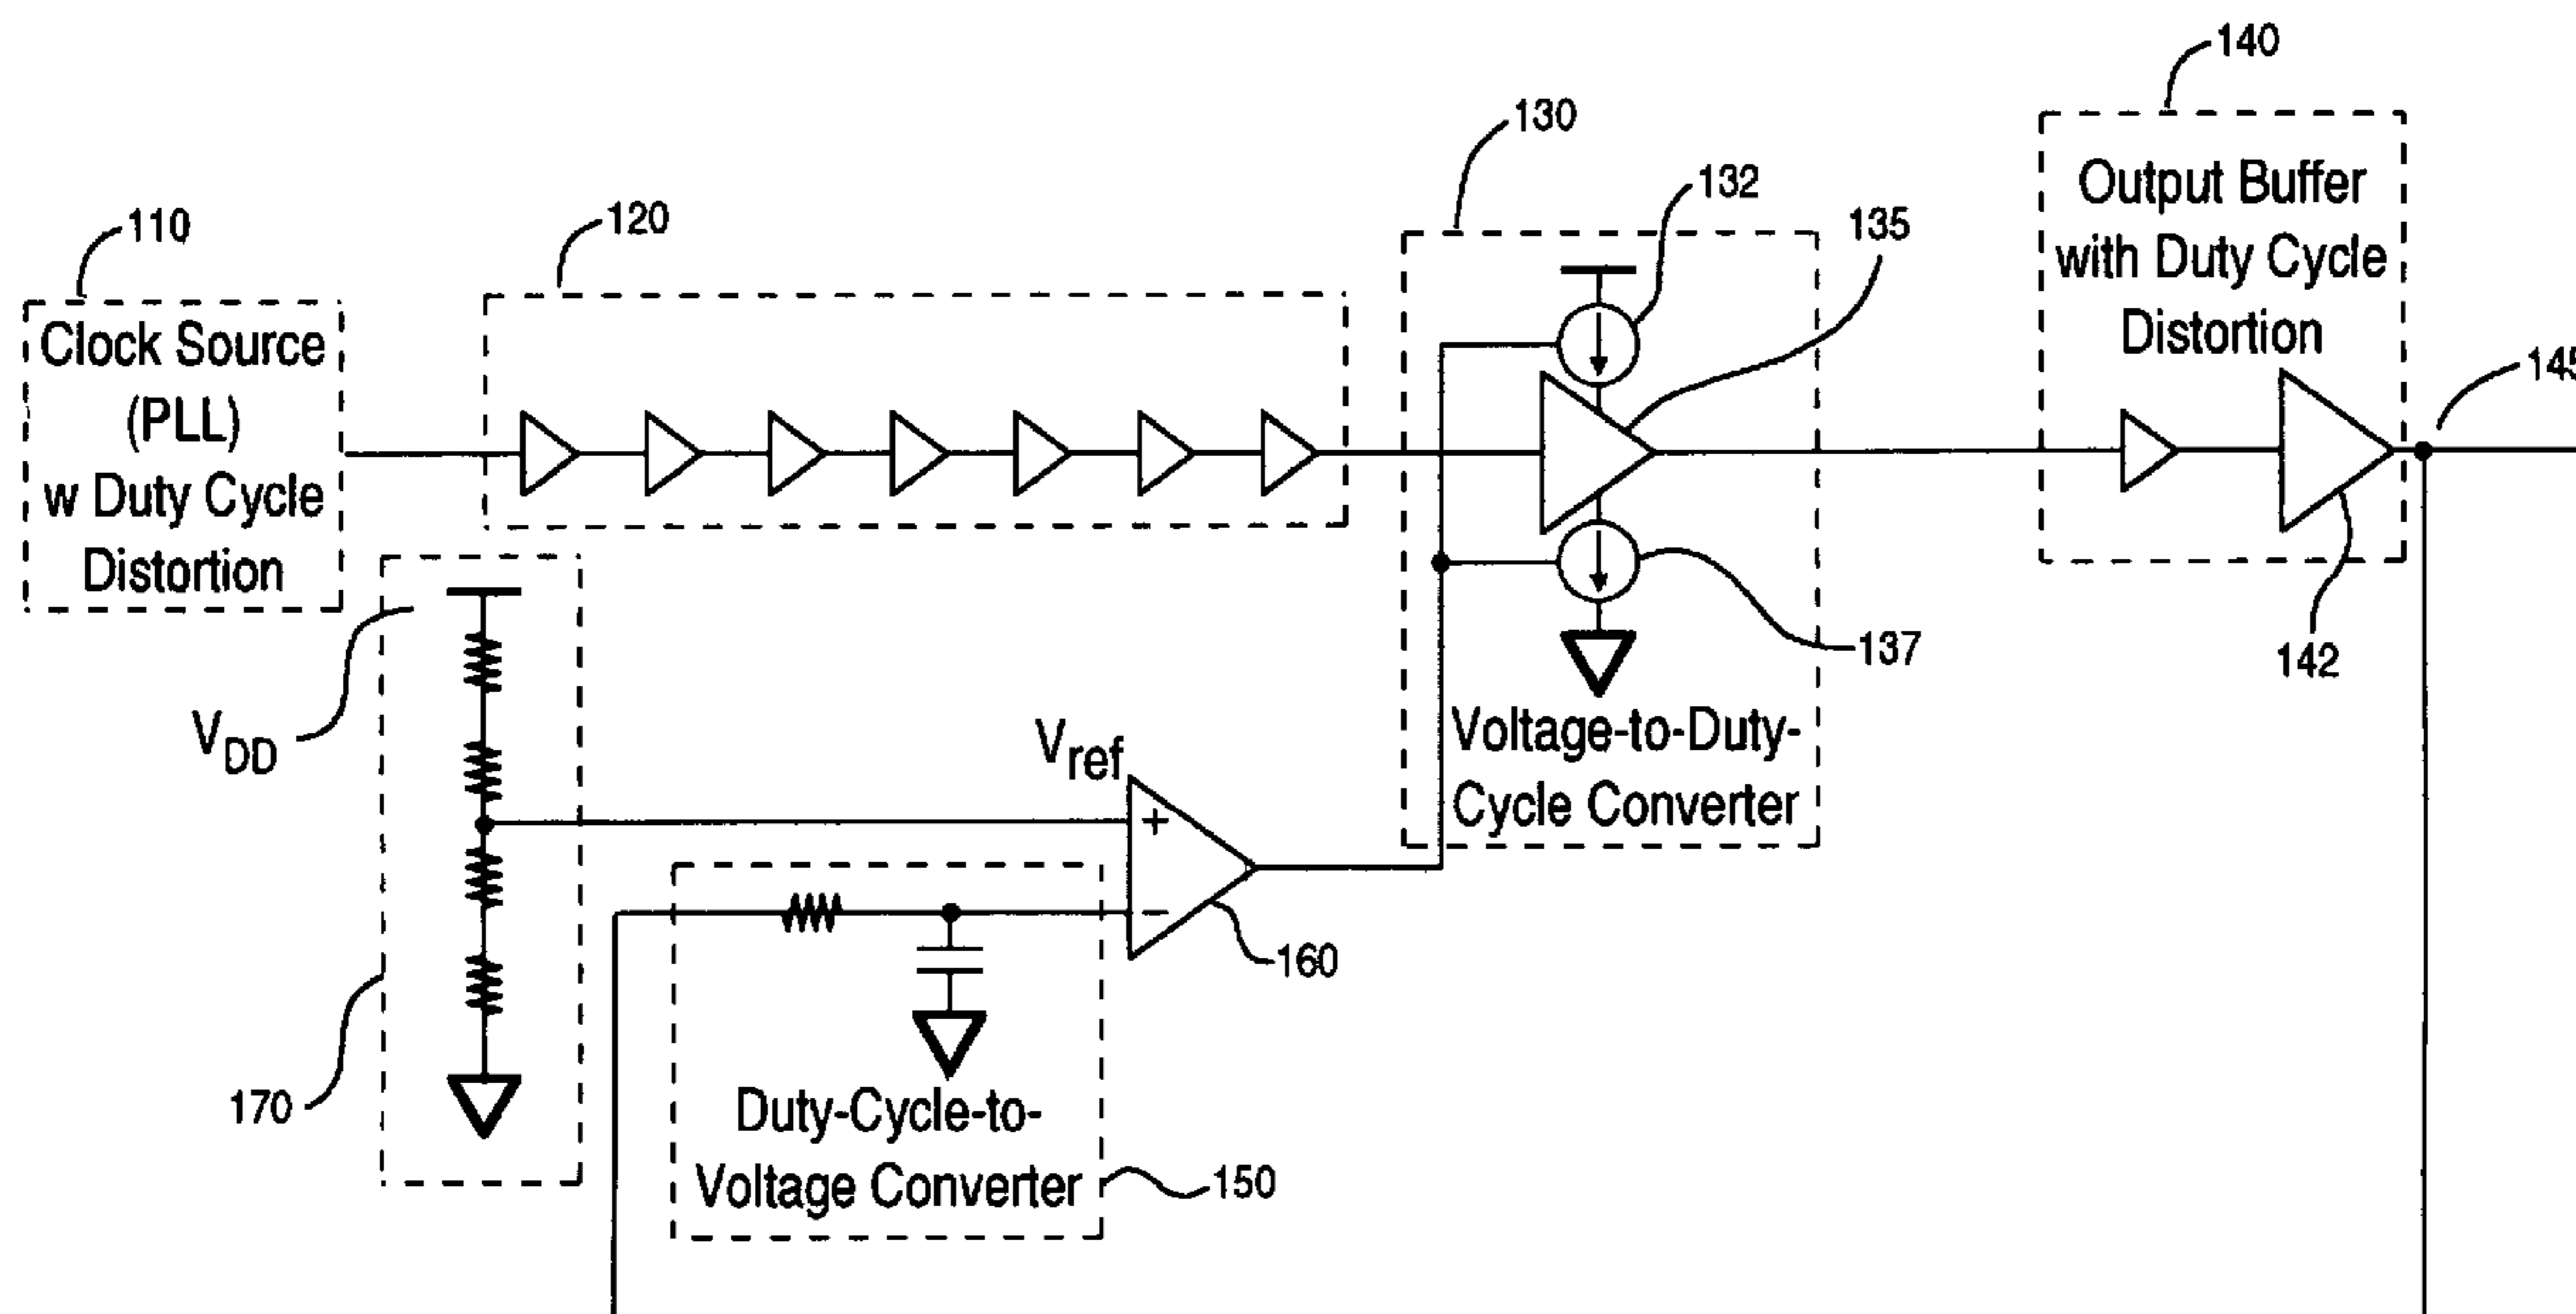 140
130
132
Output Buffer
with Duty Cycle
Distortion
110
120
135
Clock Source
(PLL)
w Duty Cycle
Distortion
145
137
142
VDD
Vref
Voltage-to-Duty-
Cycle Converter
+
−
160
170
Duty-Cycle-to-
Voltage Converter
150